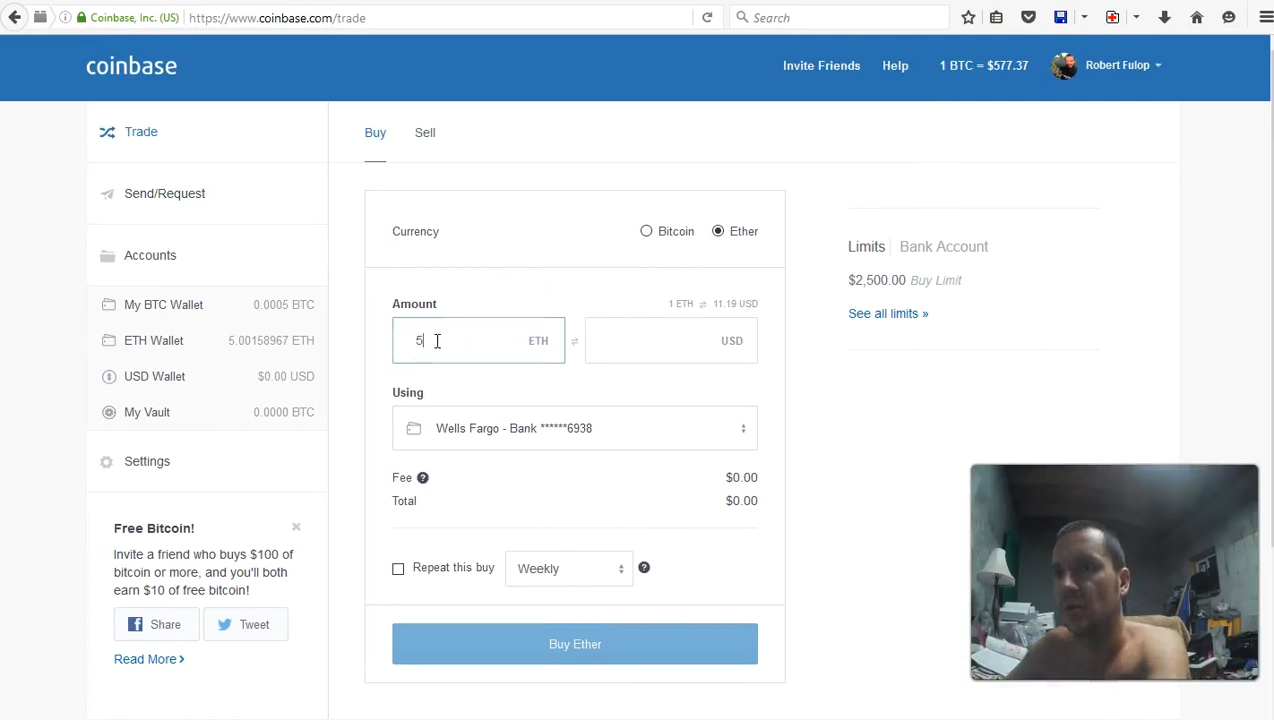 Coinbase, Inc. (US)
https://www.coinbase.com/trade
Search
coinbase
Invite Friends
Help
1 BTC = $577.37
Robert Fulop
Trade
Send/Request
Accounts
My BTC Wallet 0.0005 BTC
ETH Wallet 5.00158967 ETH
USD Wallet $0.00 USD
My Vault 0.0000 BTC
Settings
Free Bitcoin!
Invite a friend who buys $100 of
bitcoin or more, and you'll both
earn $10 of free bitcoin!
Share
Tweet
Read More
Buy
Sell
Currency
Bitcoin
Ether
Amount
1 ETH ⇌ 11.19 USD
5 ETH
USD
Using
Wells Fargo - Bank ******6938
Fee ? $0.00
Total $0.00
Repeat this buy
Weekly
?
Buy Ether
Limits
Bank Account
$2,500.00 Buy Limit
See all limits »